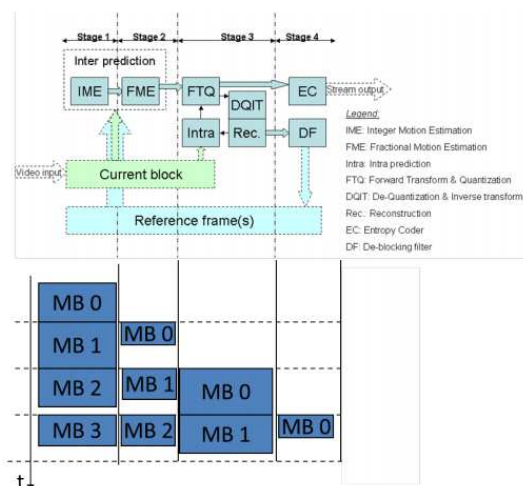 Stage 1 Stage 2 Stage 3 Stage 4
Inter prediction
IME FME FTQ EC
Stream output
DQIT
Intra Rec. DF
Video input
Current block
Reference frame(s)
Legend:
IME: Integer Motion Estimation
FME: Fractional Motion Estimation
Intra: Intra prediction
FTQ: Forward Transform & Quantization
DQIT: De-Quantization & Inverse transform
Rec.: Reconstruction
EC: Entropy Coder
DF: De-blocking filter
MB 0
MB 1 MB 0
MB 2 MB 1 MB 0
MB 3 MB 2 MB 1 MB 0
t